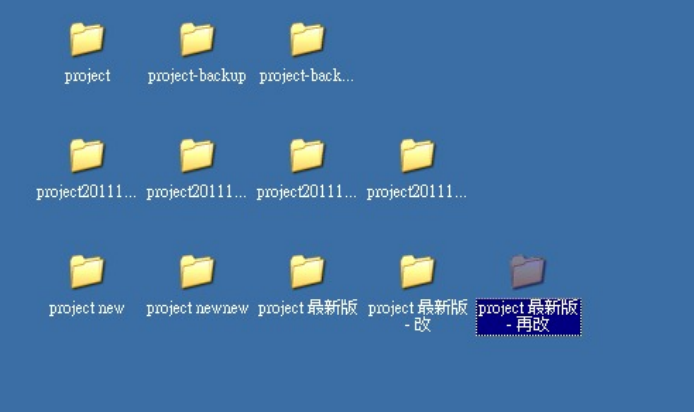 project project-backup project-back...
project20111... project20111... project20111... project20111...
project new project newnew project 最新版 project 最新版 project 最新版
- 改 - 再改